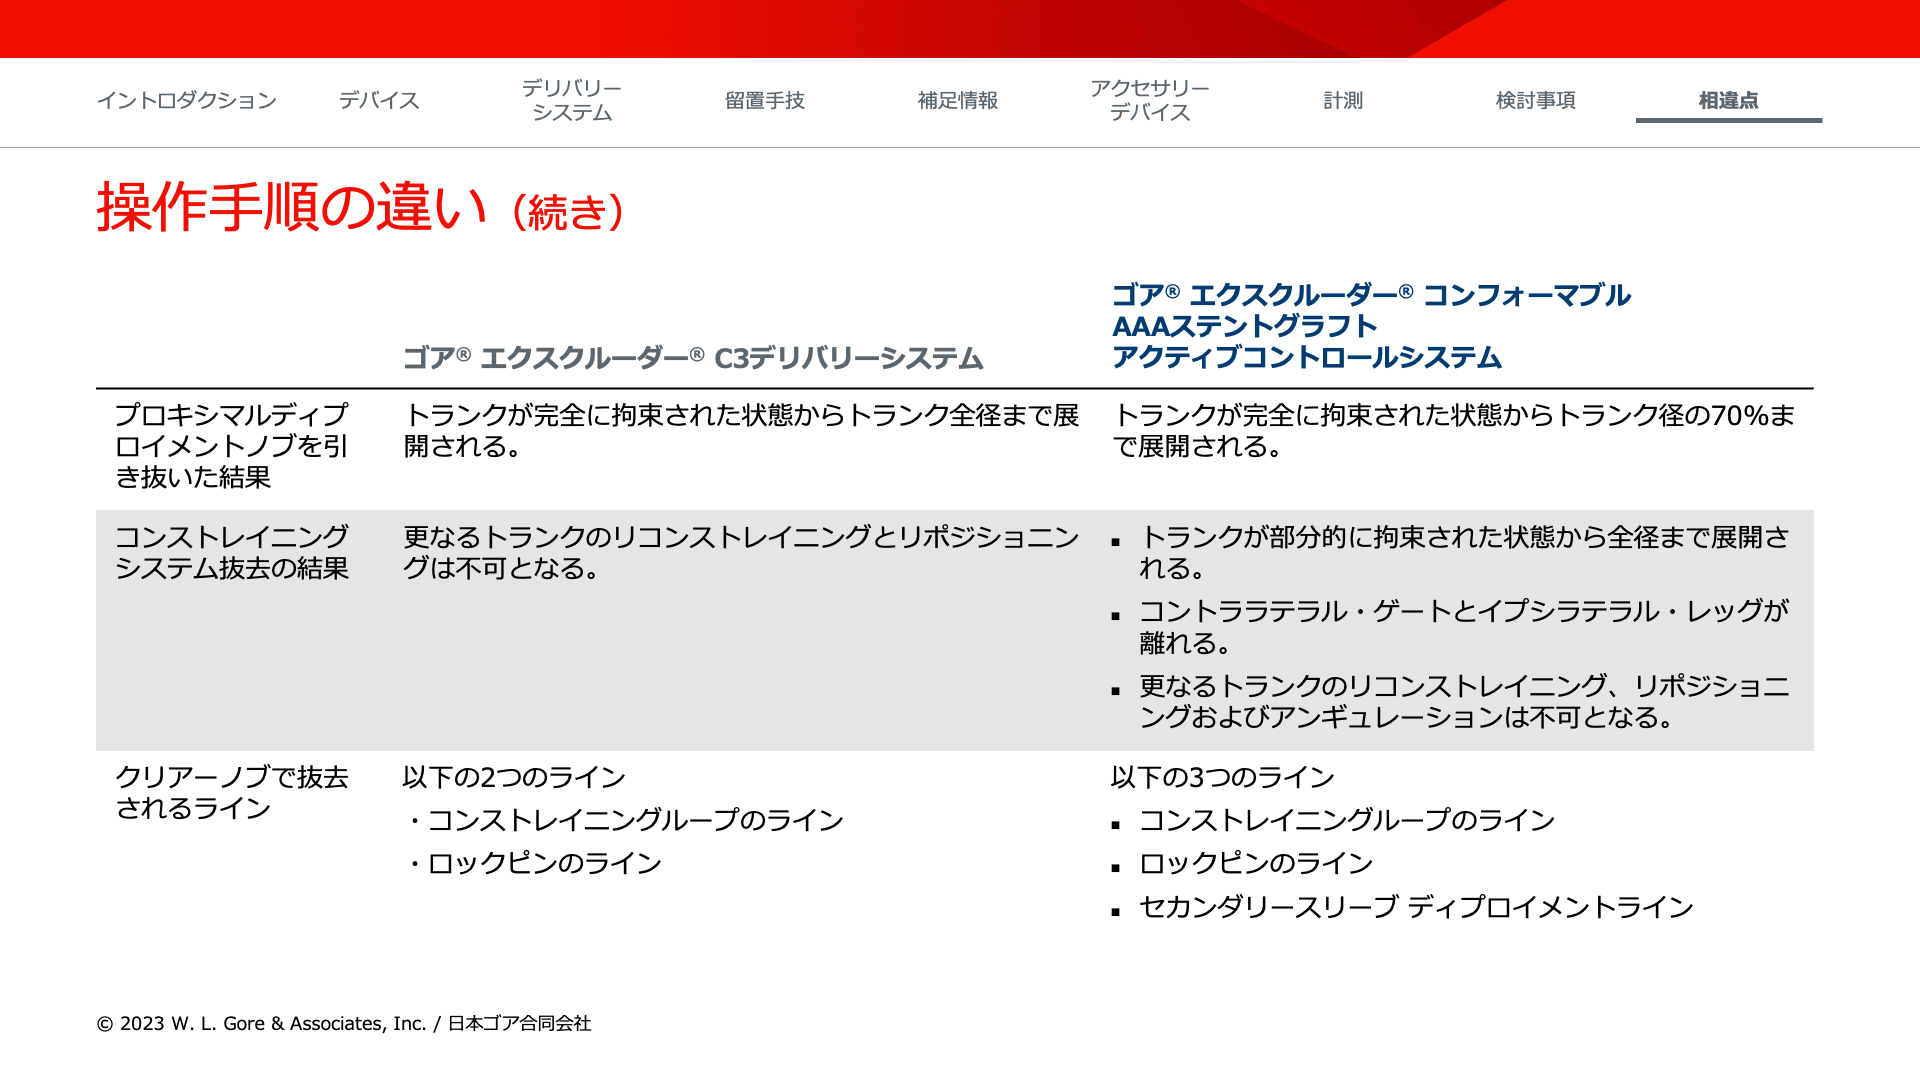 イントロダクション
デバイス
デリバリー
システム
留置手技
補足情報
アクセサリー
デバイス
計測
検討事項
相違点
操作手順の違い（続き）
ゴア® エクスクルーダー® C3デリバリーシステム
ゴア® エクスクルーダー® コンフォーマブル
AAAステントグラフト
アクティブコントロールシステム
プロキシマルディプ
ロイメントノブを引
き抜いた結果
トランクが完全に拘束された状態からトランク全径まで展
開される。
トランクが完全に拘束された状態からトランク径の70%ま
で展開される。
コンストレイニング
システム抜去の結果
更なるトランクのリコンストレイニングとリポジショニン
グは不可となる。
▪ トランクが部分的に拘束された状態から全径まで展開さ
れる。
▪ コントララテラル・ゲートとイプシラテラル・レッグが
離れる。
▪ 更なるトランクのリコンストレイニング、リポジショニ
ングおよびアンギュレーションは不可となる。
クリアーノブで抜去
されるライン
以下の2つのライン
・コンストレイニングループのライン
・ロックピンのライン
以下の3つのライン
▪ コンストレイニングループのライン
▪ ロックピンのライン
▪ セカンダリースリーブ ディプロイメントライン
© 2023 W. L. Gore & Associates, Inc. / 日本ゴア合同会社